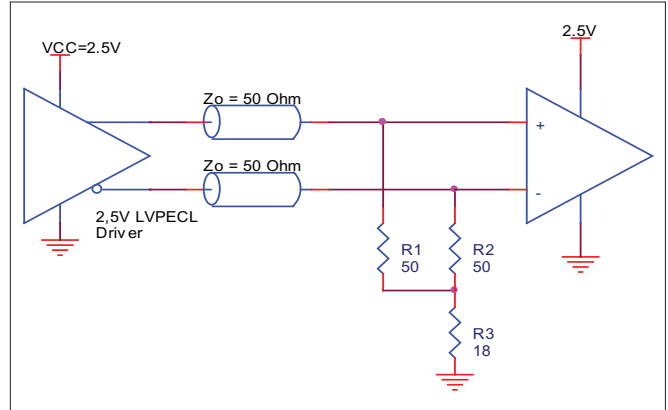 VCC=2.5V
2.5V
Zo = 50 Ohm
+
Zo = 50 Ohm
-
2,5V LVPECL
Driver
R1
50
R2
50
R3
18